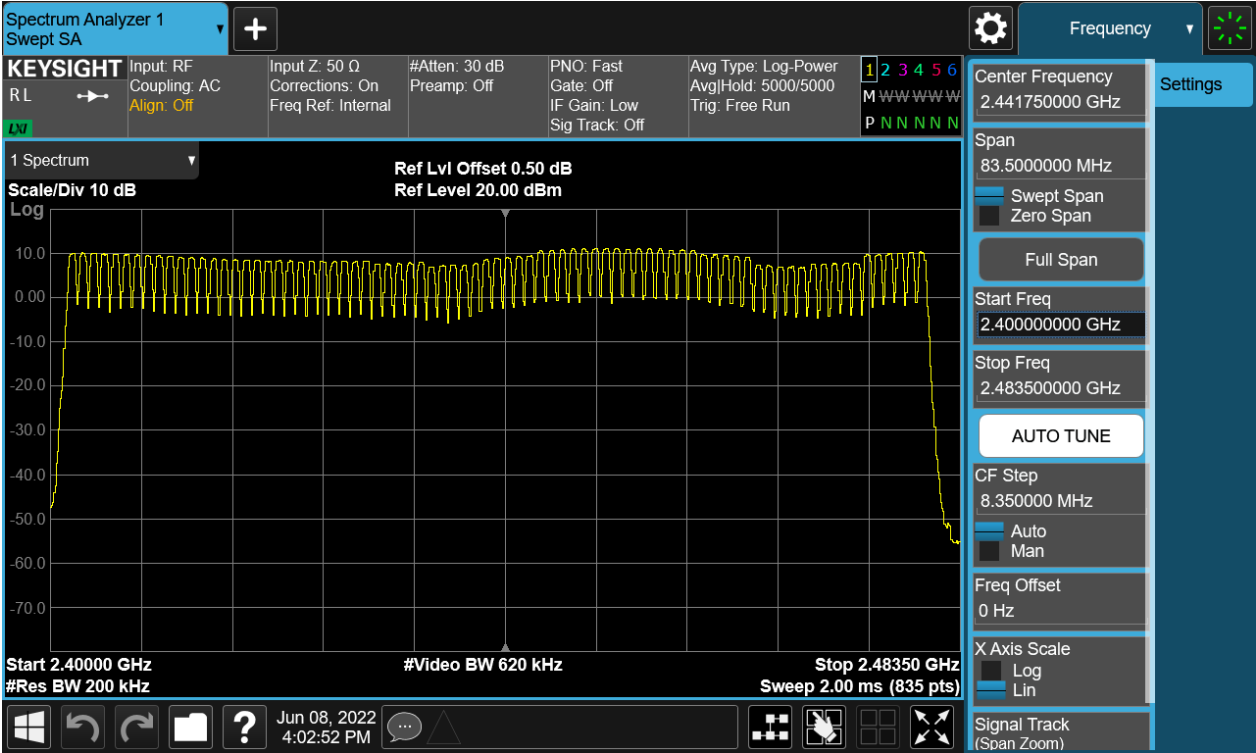 Spectrum Analyzer 1
Swept SA
Frequency
KEYSIGHT
R L
LXI
Input: RF
Coupling: AC
Align: Off
Input Z: 50 Ω
Corrections: On
Freq Ref: Internal
#Atten: 30 dB
Preamp: Off
PNO: Fast
Gate: Off
IF Gain: Low
Sig Track: Off
Avg Type: Log-Power
Avg|Hold: 5000/5000
Trig: Free Run
1 2 3 4 5 6
M W W W W W
P N N N N N
Settings
Center Frequency
2.441750000 GHz
Span
83.5000000 MHz
Swept Span
Zero Span
Full Span
Start Freq
2.400000000 GHz
Stop Freq
2.483500000 GHz
AUTO TUNE
CF Step
8.350000 MHz
Auto
Man
Freq Offset
0 Hz
X Axis Scale
Log
Lin
Signal Track
(Span Zoom)
1 Spectrum
Scale/Div 10 dB
Ref Lvl Offset 0.50 dB
Ref Level 20.00 dBm
Log
10.0
0.00
-10.0
-20.0
-30.0
-40.0
-50.0
-60.0
-70.0
Start 2.40000 GHz
#Video BW 620 kHz
Stop 2.48350 GHz
#Res BW 200 kHz
Sweep 2.00 ms (835 pts)
?
Jun 08, 2022
4:02:52 PM